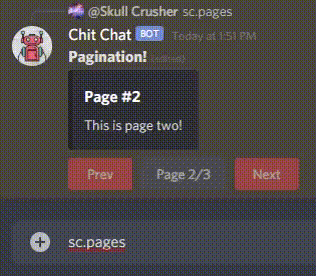 @Skull Crusher sc.pages
Chit Chat BOT Today at 1:51 PM
Pagination! (edited)
Page #2
This is page two!
Prev Page 2/3 Next
sc.pages